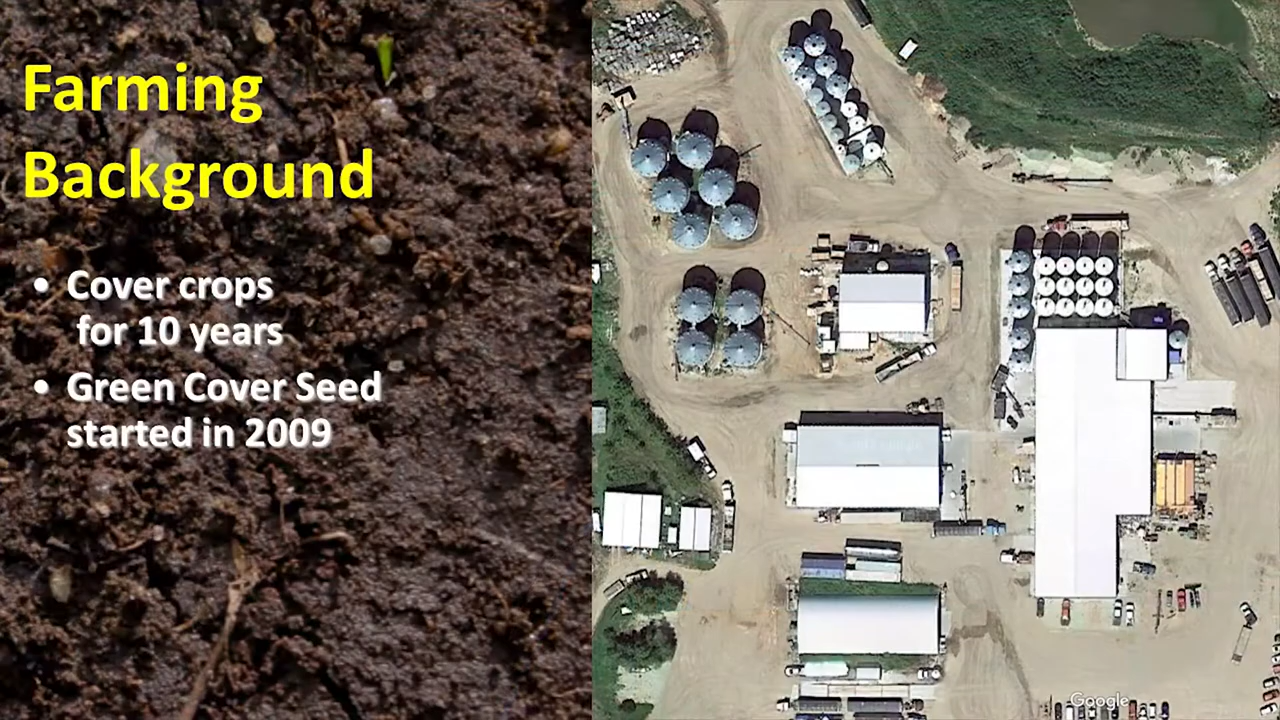 Farming
Background
• Cover crops
for 10 years
• Green Cover Seed
started in 2009
Google